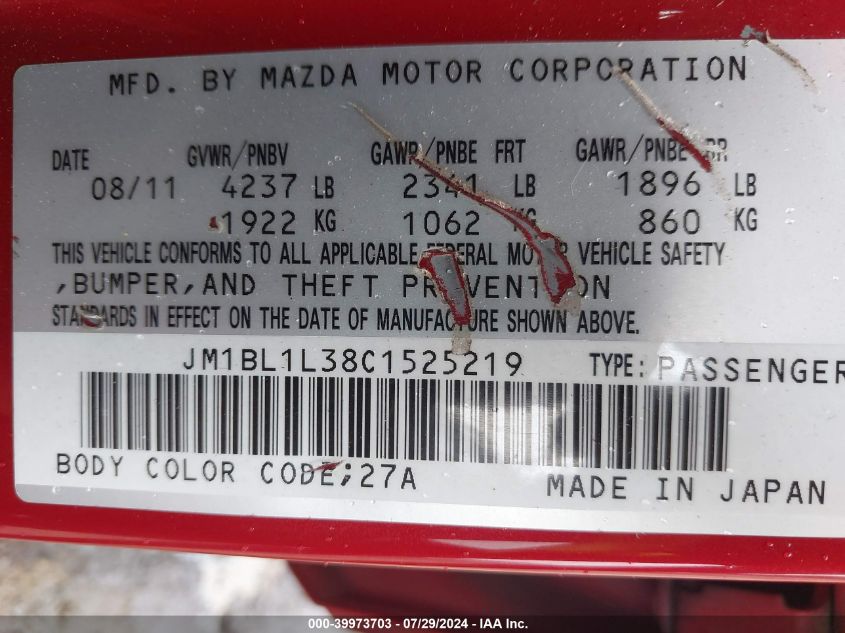 MFD. BY MAZDA MOTOR CORPORATION
DATE GVWR/PNBV GAWR/PNBE FRT GAWR/PNBE RR
08/11 4237 LB 2341 LB 1896 LB
1922 KG 1062 KG 860 KG
THIS VEHICLE CONFORMS TO ALL APPLICABLE FEDERAL MOTOR VEHICLE SAFETY
,BUMPER,AND THEFT PREVENTION
STANDARDS IN EFFECT ON THE DATE OF MANUFACTURE SHOWN ABOVE.
JM1BL1L38C1525219 TYPE: PASSENGER
BODY COLOR CODE;27A
MADE IN JAPAN
000-39973703 - 07/29/2024 - IAA Inc.